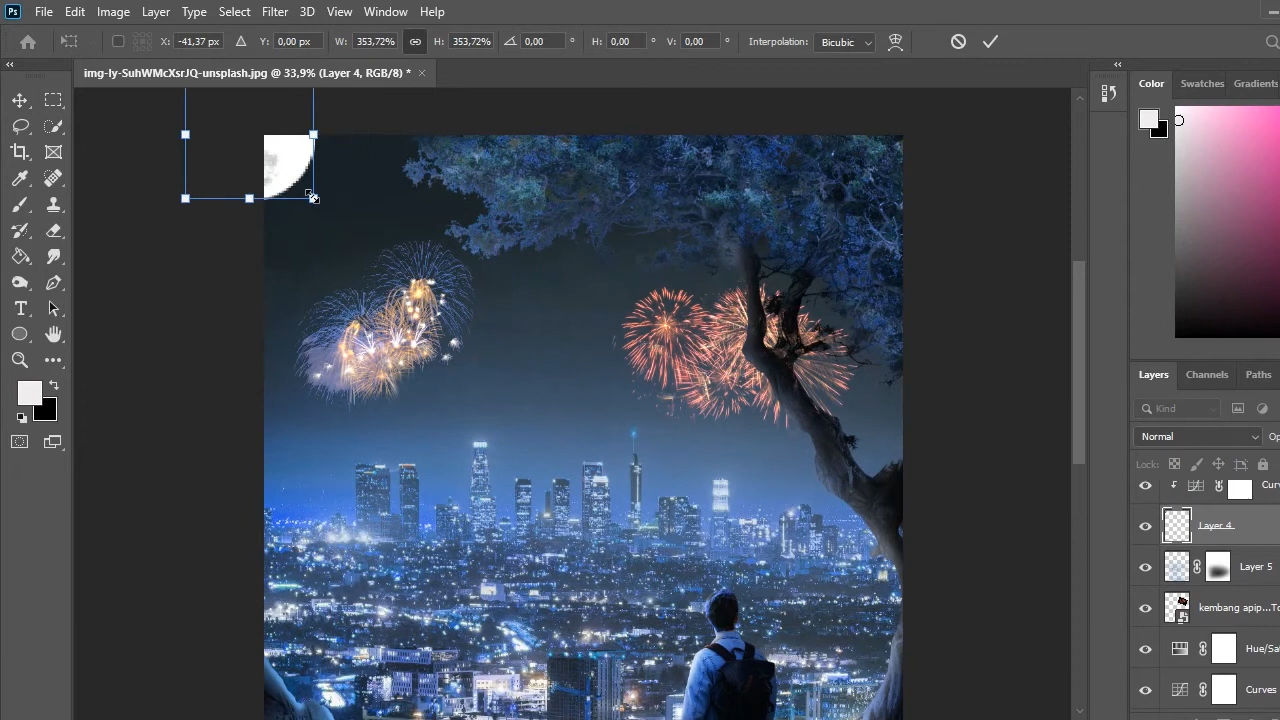 Ps File Edit Image Layer Type Select Filter 3D View Window Help
X: -41,37 px Y: 0,00 px W: 353,72% H: 353,72% 0,00 ° H: 0,00 ° V: 0,00 ° Interpolation: Bicubic
img-ly-SuhWMcXsrJQ-unsplash.jpg @ 33,9% (Layer 4, RGB/8) * ×
Color Swatches Gradients
Layers Channels Paths
Kind
Normal
Lock:
Layer 4
Layer 5
kembang apip...
Curves